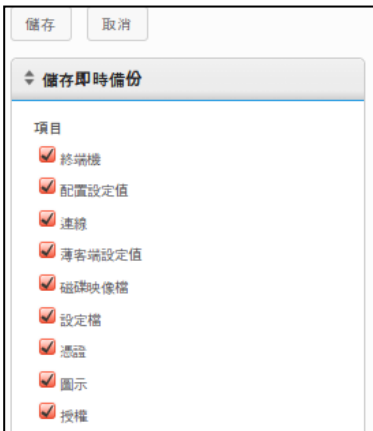 儲存 取消
儲存即時備份
項目
終端機
配置設定值
連線
薄客端設定值
磁碟映像檔
設定檔
憑證
圖示
授權